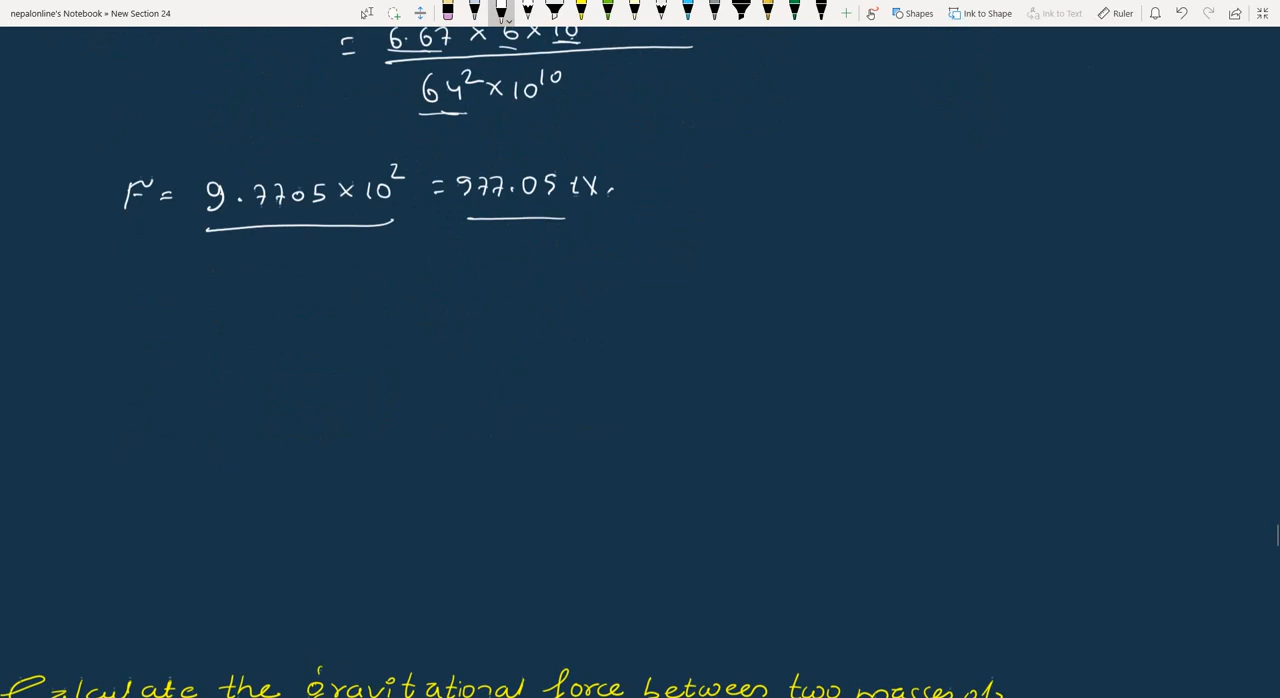 nepalonline's Notebook » New Section 24
Shapes Ink to Shape Ink to Text Ruler
= 6.67 × 6 × 10
64² × 10¹⁰
F = 9.7705 × 10² = 977.05
Calculate the gravitational force between two masses of